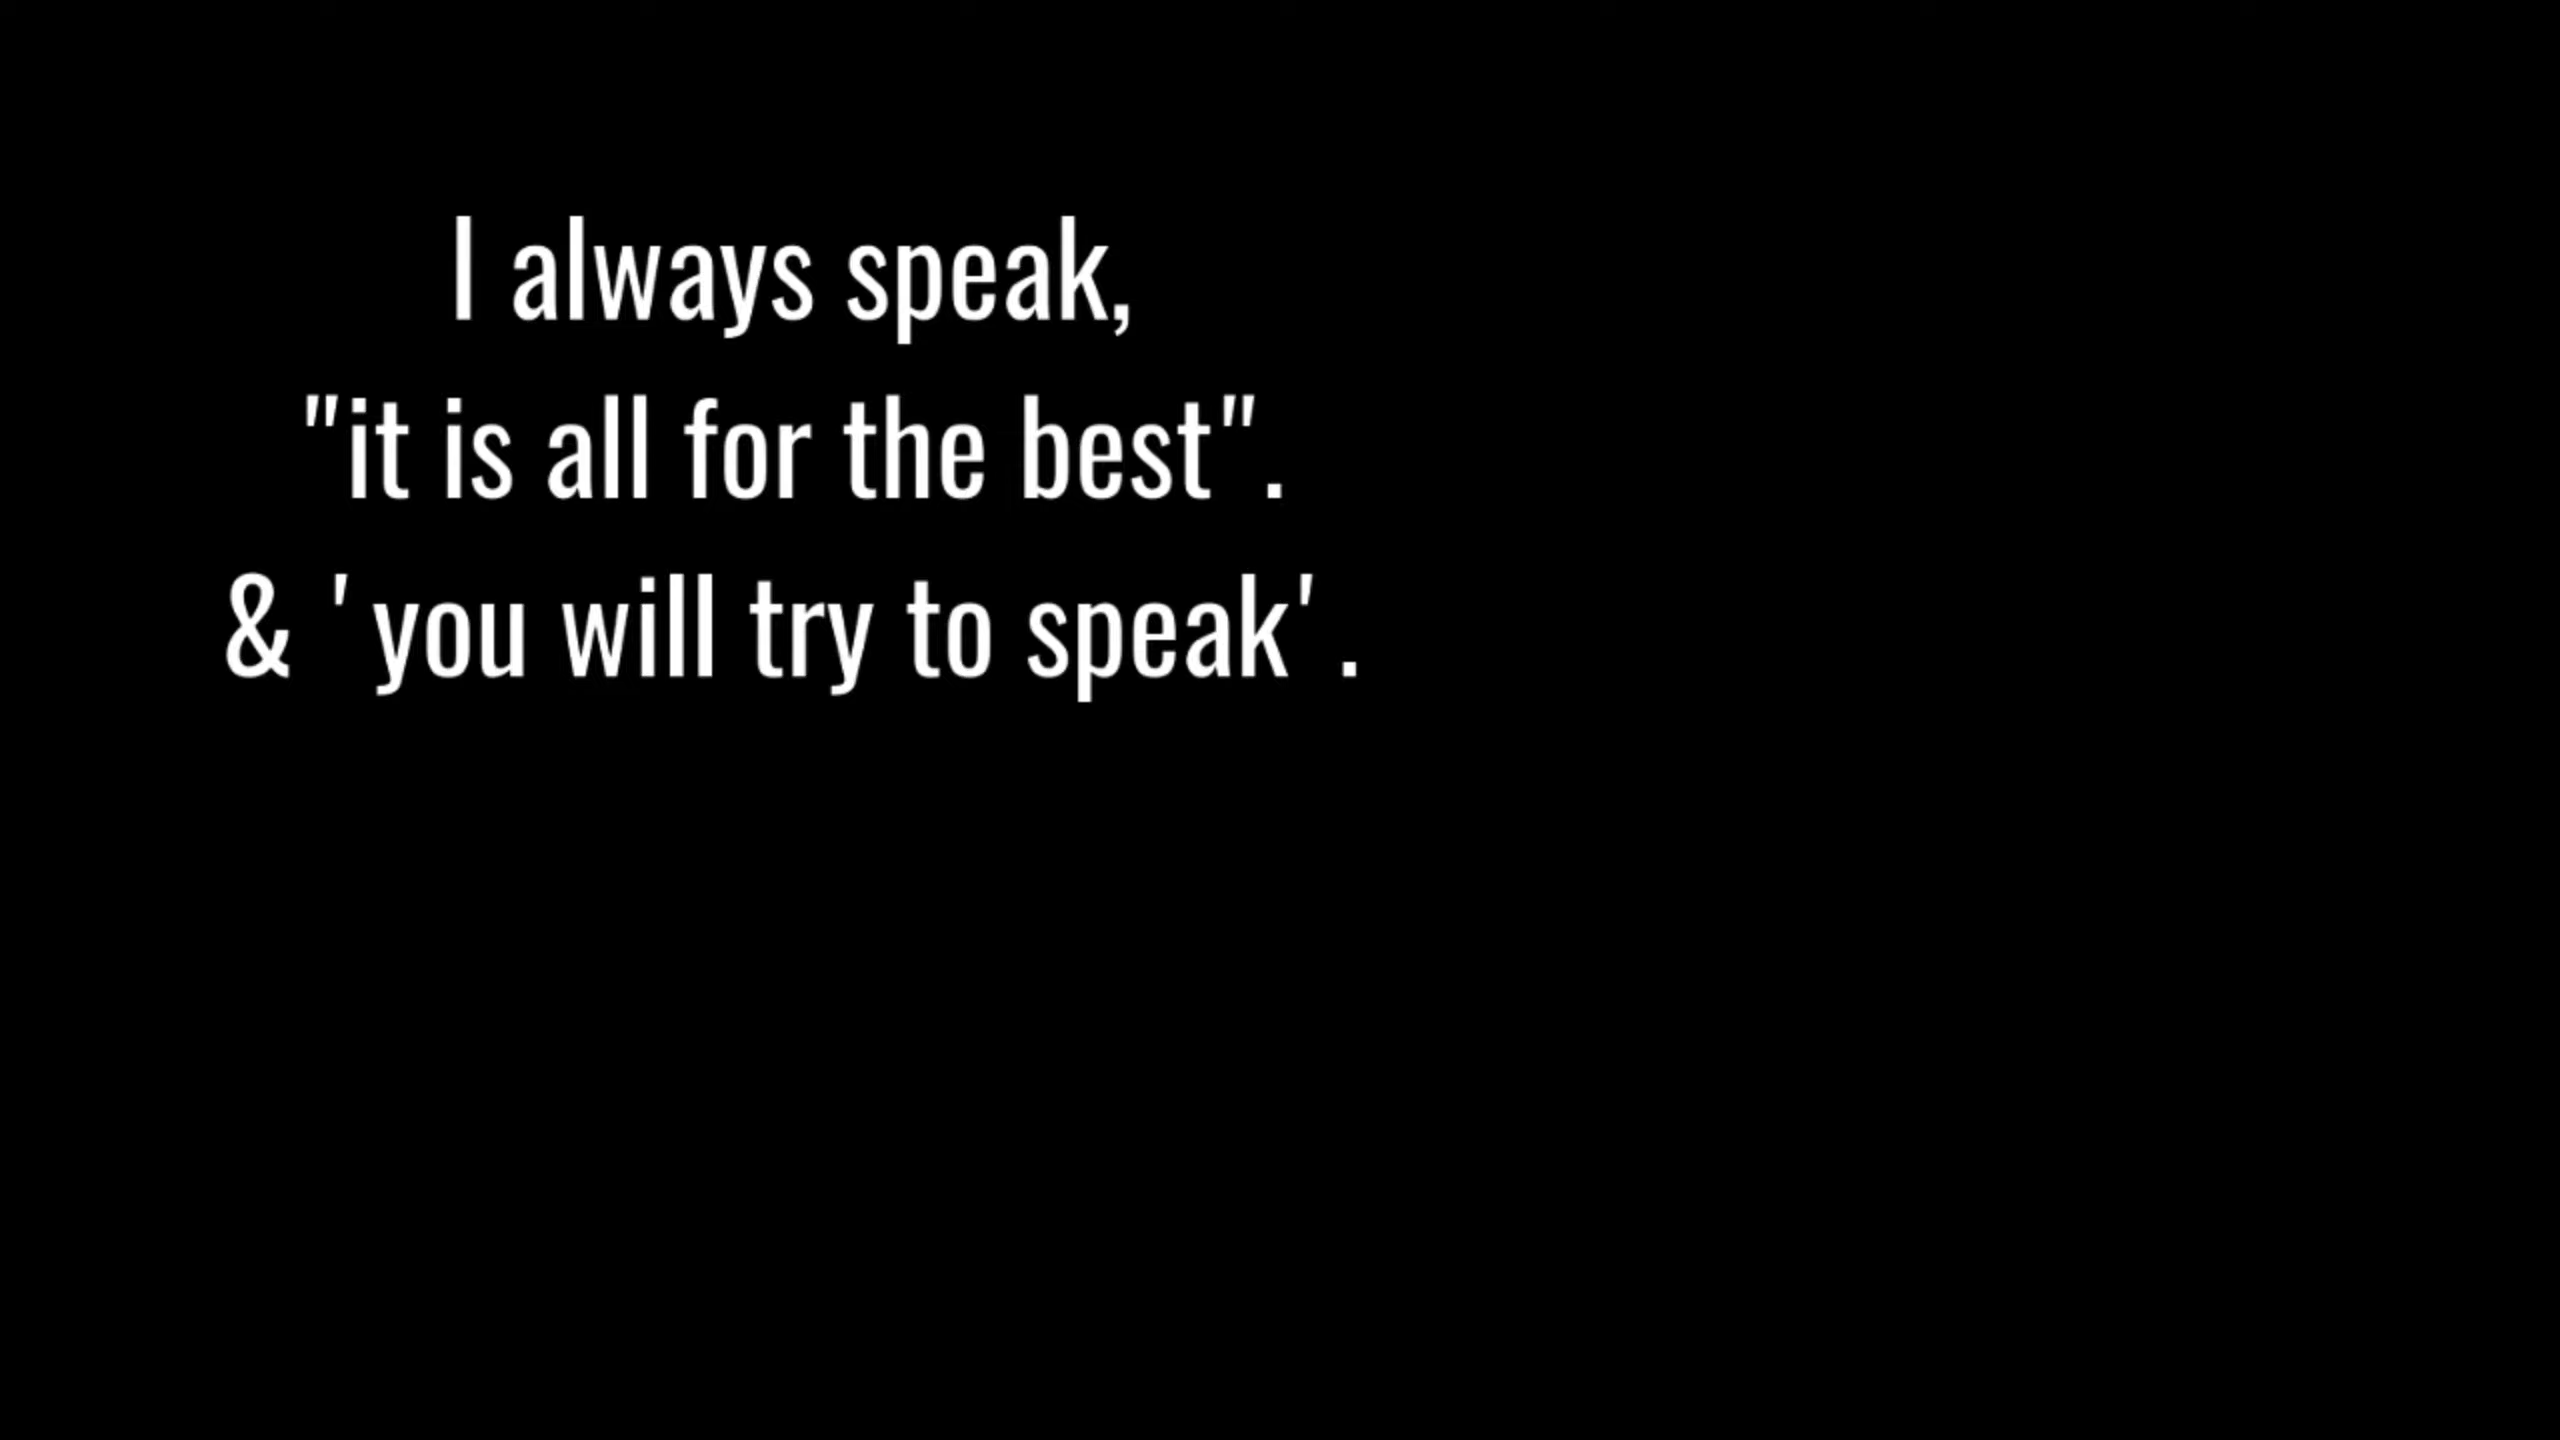 I always speak,
"it is all for the best".
& 'you will try to speak'.